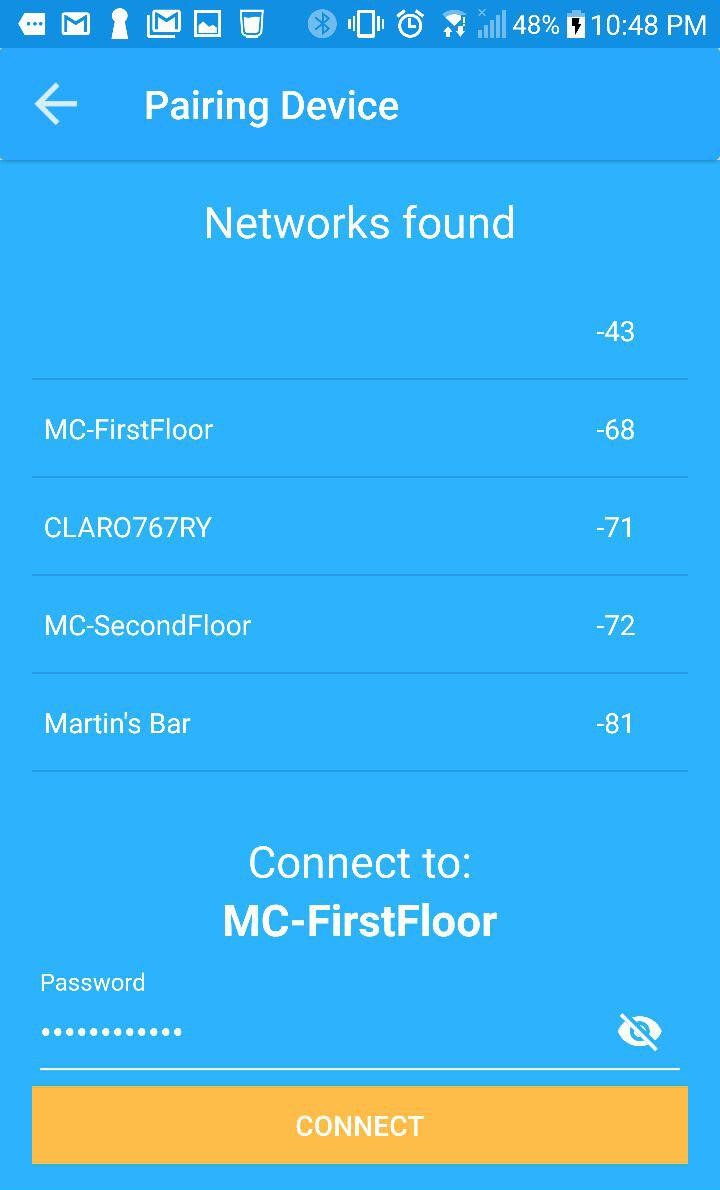 48% 10:48 PM
Pairing Device
Networks found
-43
MC-FirstFloor -68
CLARO767RY -71
MC-SecondFloor -72
Martin's Bar -81
Connect to:
MC-FirstFloor
Password
••••••••••••
CONNECT